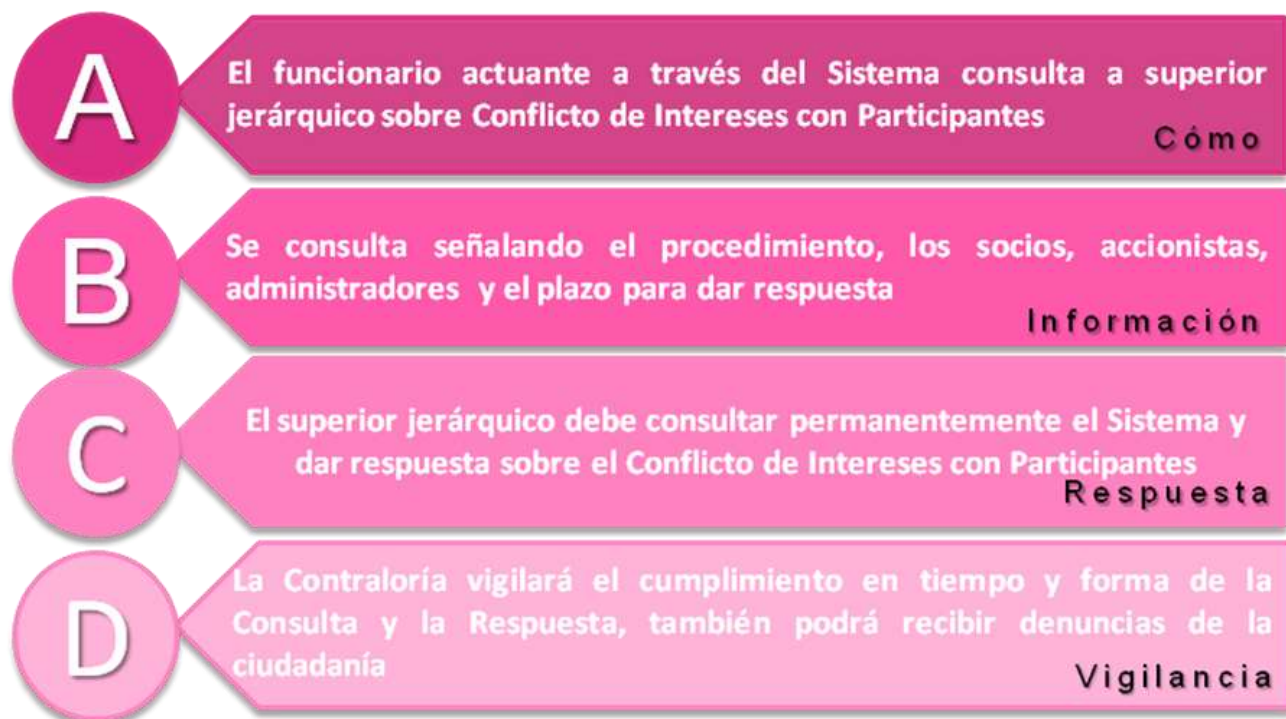 A
El funcionario actuante a través del Sistema consulta a superior
jerárquico sobre Conflicto de Intereses con Participantes
Cómo
B
Se consulta señalando el procedimiento, los socios, accionistas,
administradores y el plazo para dar respuesta
Información
C
El superior jerárquico debe consultar permanentemente el Sistema y
dar respuesta sobre el Conflicto de Intereses con Participantes
Respuesta
D
La Contraloría vigilará el cumplimiento en tiempo y forma de la
Consulta y la Respuesta, también podrá recibir denuncias de la
ciudadanía
Vigilancia